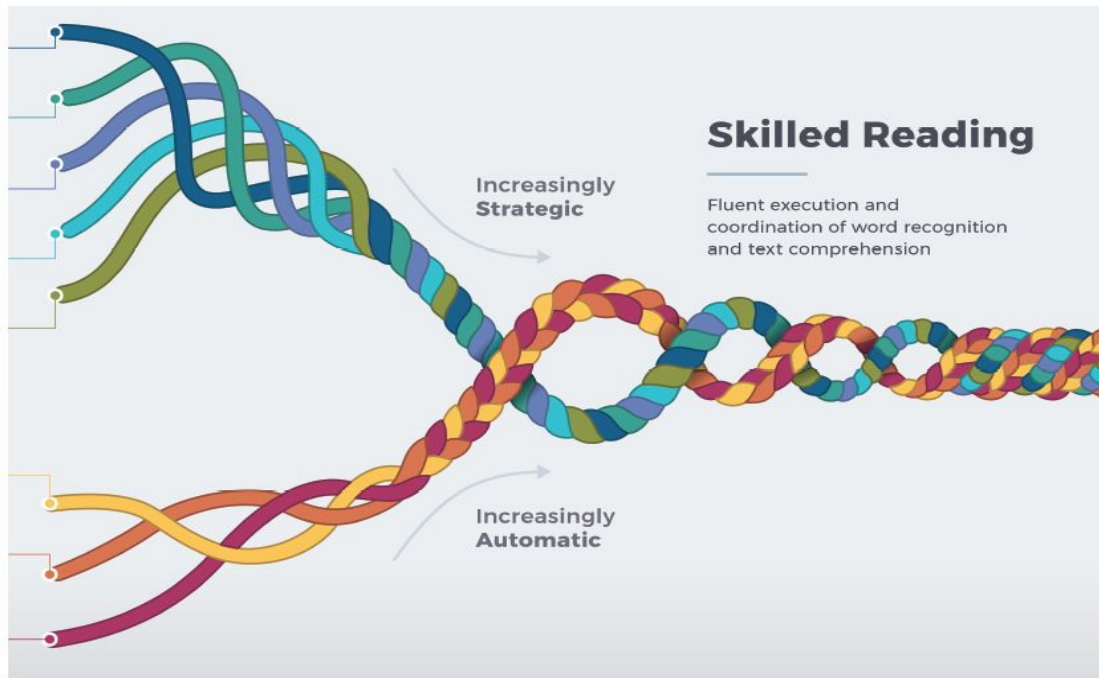 Skilled Reading
Increasingly
Strategic
Fluent execution and
coordination of word recognition
and text comprehension
Increasingly
Automatic